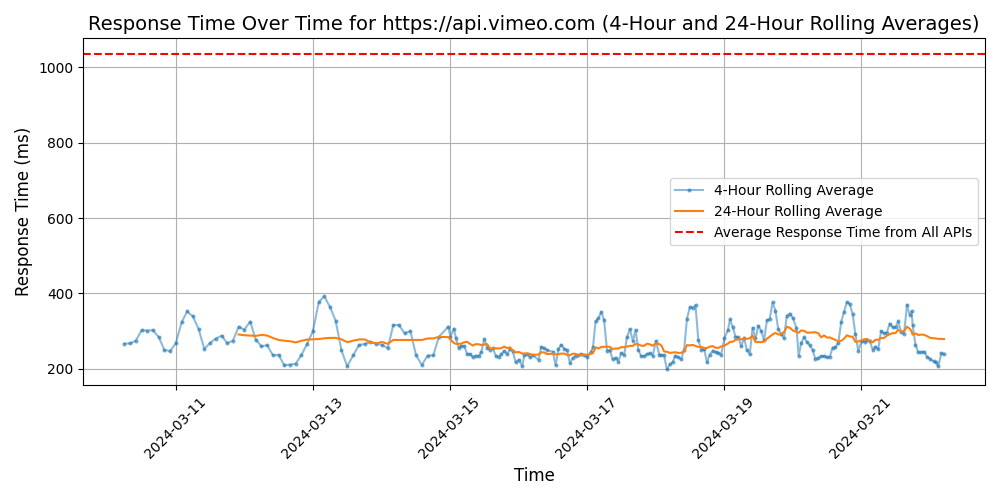 Response Time Over Time for https://api.vimeo.com (4-Hour and 24-Hour Rolling Averages)
Response Time (ms)
1000
800
600
400
200
4-Hour Rolling Average
24-Hour Rolling Average
Average Response Time from All APIs
2024-03-11
2024-03-13
2024-03-15
2024-03-17
2024-03-19
2024-03-21
Time